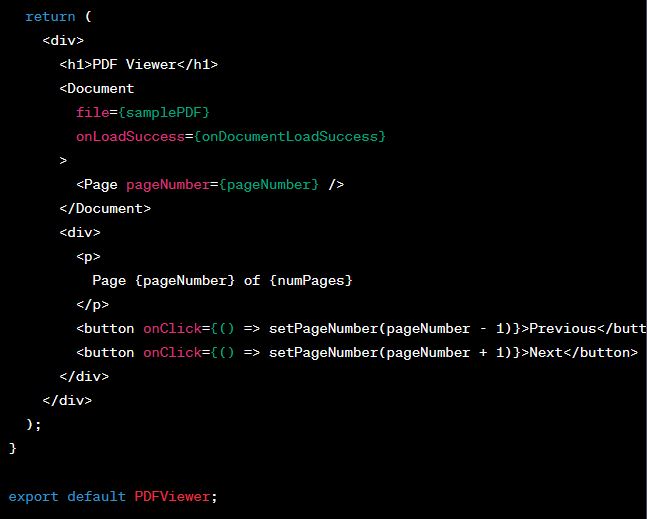 return (
<div>
<h1>PDF Viewer</h1>
<Document
file={samplePDF}
onLoadSuccess={onDocumentLoadSuccess}
>
<Page pageNumber={pageNumber} />
</Document>
<div>
<p>
Page {pageNumber} of {numPages}
</p>
<button onClick={() => setPageNumber(pageNumber - 1)}>Previous</butt
<button onClick={() => setPageNumber(pageNumber + 1)}>Next</button>
</div>
</div>
);
}
export default PDFViewer;